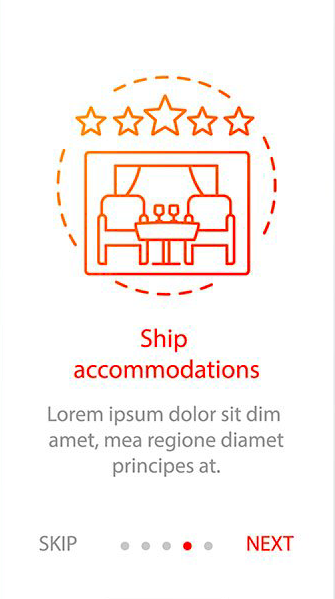 Ship
accommodations
Lorem ipsum dolor sit dim
amet, mea regione diamet
principes at.
SKIP
NEXT